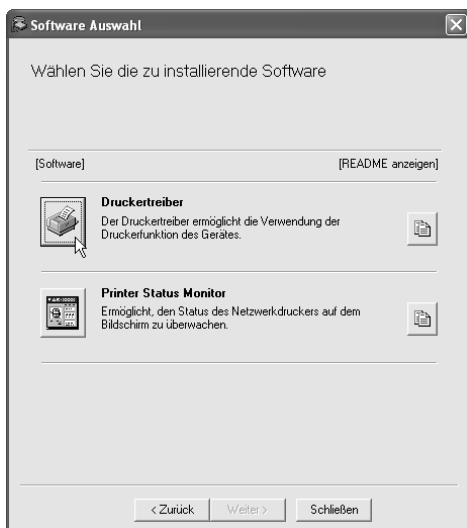 Software Auswahl
Wählen Sie die zu installierende Software
[Software] [README anzeigen]
Druckertreiber
Der Druckertreiber ermöglicht die Verwendung der
Druckerfunktion des Gerätes.
Printer Status Monitor
Ermöglicht, den Status des Netzwerkdruckers auf dem
Bildschirm zu überwachen.
< Zurück Weiter > Schließen